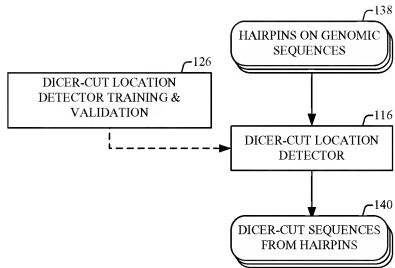 138
HAIRPINS ON GENOMIC
SEQUENCES
126
DICER-CUT LOCATION
DETECTOR TRAINING &
VALIDATION
116
DICER-CUT LOCATION
DETECTOR
140
DICER-CUT SEQUENCES
FROM HAIRPINS